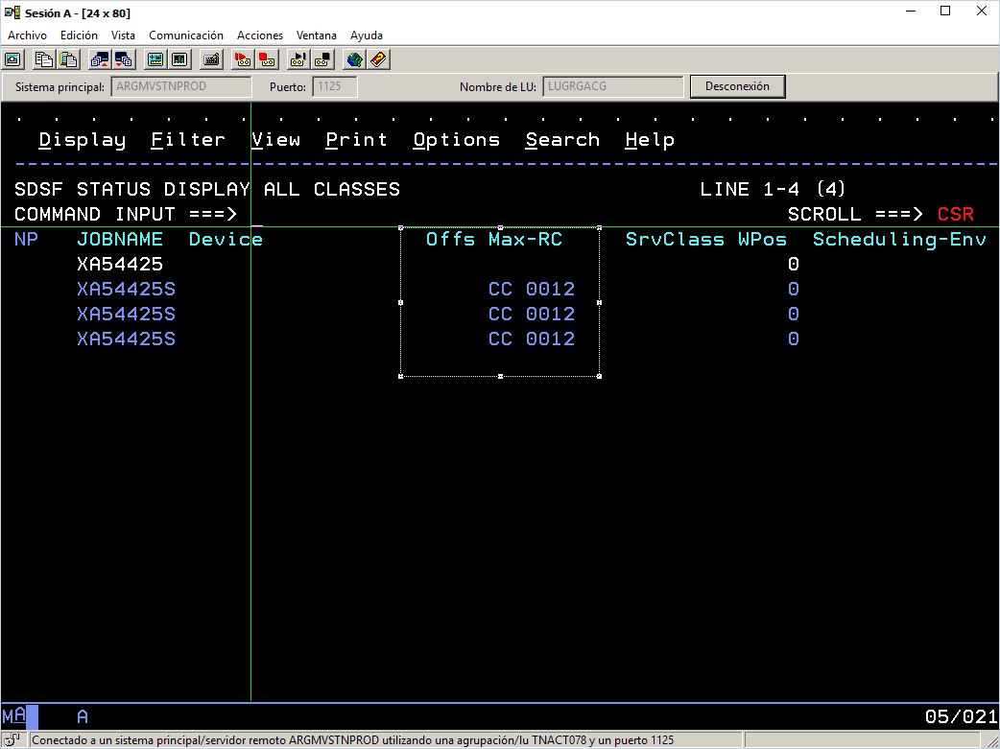 Sesión A - [24 x 80]
Archivo Edición Vista Comunicación Acciones Ventana Ayuda
Sistema principal: ARGMVSTNPROD Puerto: 1125 Nombre de LU: LUGRGACG Desconexión
Display Filter View Print Options Search Help
SDSF STATUS DISPLAY ALL CLASSES LINE 1-4 (4)
COMMAND INPUT ===> SCROLL ===> CSR
NP JOBNAME Device Offs Max-RC SrvClass WPos Scheduling-Env
XA54425 0
XA54425S CC 0012 0
XA54425S CC 0012 0
XA54425S CC 0012 0
MA A 05/021
Conectado a un sistema principal/servidor remoto ARGMVSTNPROD utilizando una agrupación/lu TNACT078 y un puerto 1125